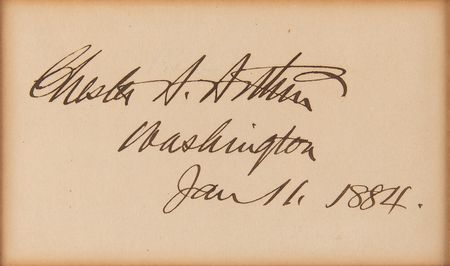 Chester A. Arthur
Washington
Jan 11. 1884.